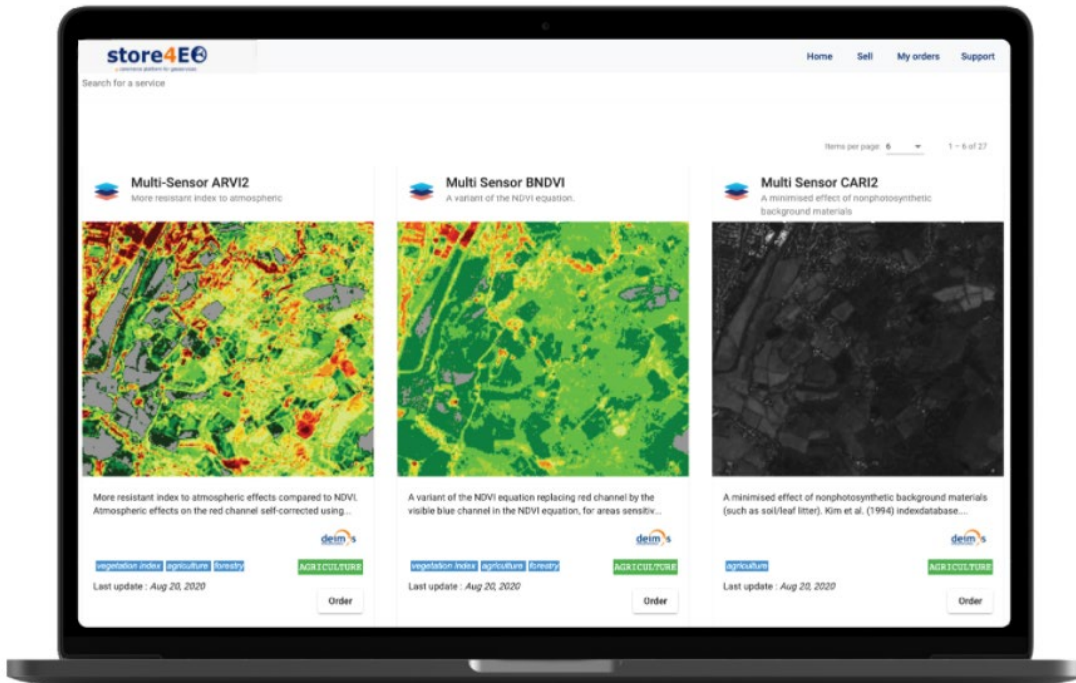 store4EO
e-commerce platform for geoservices
Home Sell My orders Support
Search for a service
Items per page: 6 1 – 6 of 27
Multi-Sensor ARVI2
More resistant index to atmospheric
Multi Sensor BNDVI
A variant of the NDVI equation.
Multi Sensor CARI2
A minimised effect of nonphotosynthetic
background materials
More resistant index to atmospheric effects compared to NDVI.
Atmospheric effects on the red channel self-corrected using...
deimos
vegetation index agriculture forestry
AGRICULTURE
Last update : Aug 20, 2020
Order
A variant of the NDVI equation replacing red channel by the
visible blue channel in the NDVI equation, for areas sensitiv...
deimos
vegetation index agriculture forestry
AGRICULTURE
Last update : Aug 20, 2020
Order
A minimised effect of nonphotosynthetic background materials
(such as soil/leaf litter). Kim et al. (1994) indexdatabase....
deimos
agriculture
AGRICULTURE
Last update : Aug 20, 2020
Order